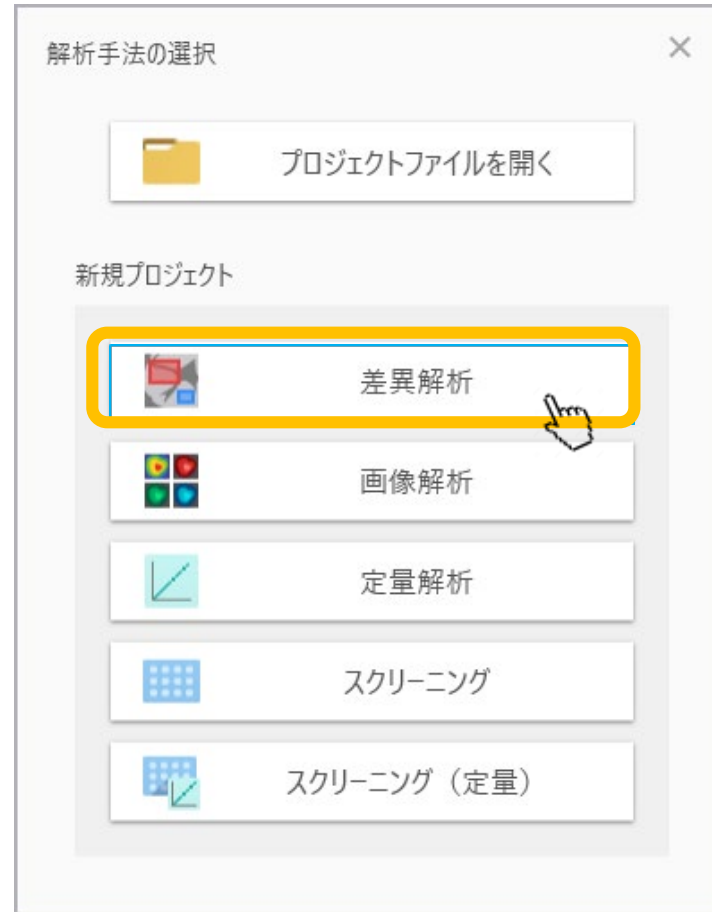 解析手法の選択
プロジェクトファイルを開く
新規プロジェクト
差異解析
画像解析
定量解析
スクリーニング
スクリーニング（定量）